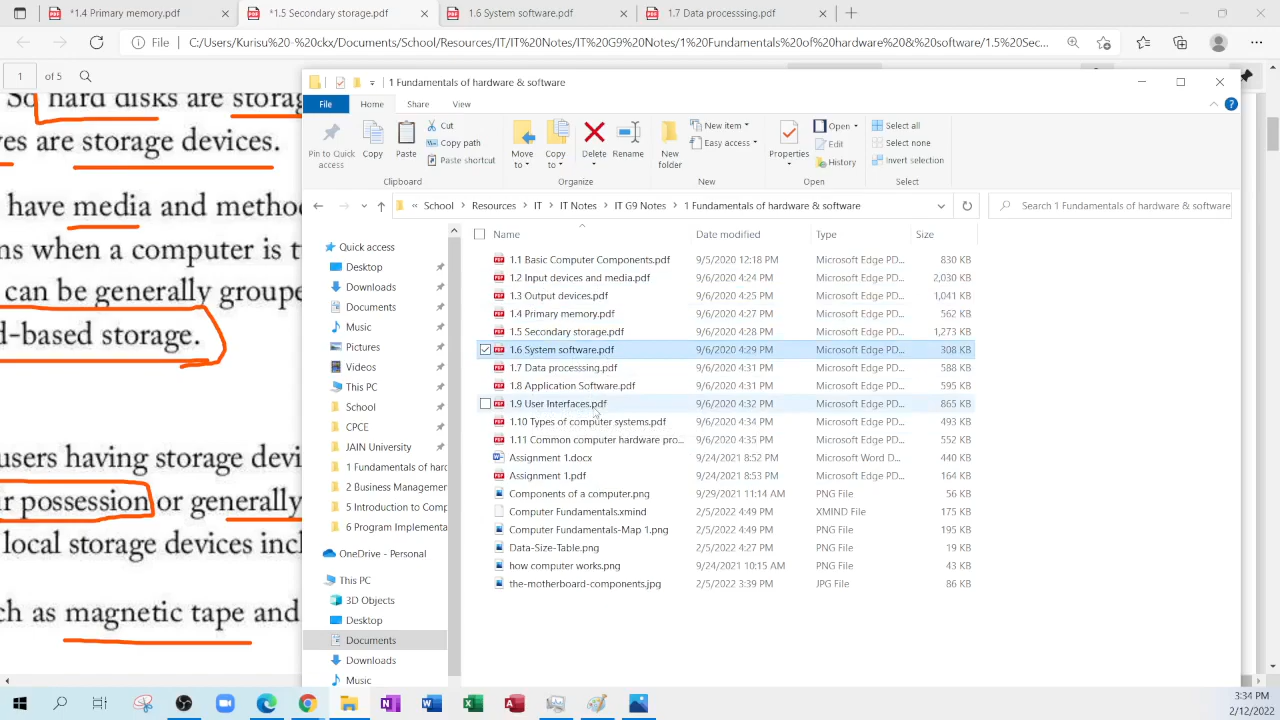 *1.4 Primary memory.pdf
*1.5 Secondary storage.pdf
1.6 System software.pdf
1.7 Data processsing.pdf
File
C:/Users/Kurisu%20-%20ckx/Documents/School/Resources/IT/IT%20Notes/IT%20G9%20Notes/1%20Fundamentals%20of%20hardware%20&%20software/1.5%20Sec...
1
of 5
So hard disks are storag
ves are storage devices.
have media and metho
ns when a computer is t
can be generally groupe
d-based storage.
users having storage devi
ur possession or generally
local storage devices incl
ch as magnetic tape and
1 Fundamentals of hardware & software
File
Home
Share
View
Pin to Quick access
Copy
Paste
Cut
Copy path
Paste shortcut
Clipboard
Move to
Copy to
Delete
Rename
Organize
New folder
New item
Easy access
New
Properties
Open
Edit
History
Open
Select all
Select none
Invert selection
Select
« School > Resources > IT > IT Notes > IT G9 Notes > 1 Fundamentals of hardware & software
Search 1 Fundamentals of hardware & software
Quick access
Desktop
Downloads
Documents
Music
Pictures
Videos
This PC
School
CPCE
JAIN University
1 Fundamentals of hard
2 Business Managemen
5 Introduction to Comp
6 Program Implementa
OneDrive - Personal
This PC
3D Objects
Desktop
Documents
Downloads
Music
Name Date modified Type Size
1.1 Basic Computer Components.pdf 9/5/2020 12:18 PM Microsoft Edge PD... 830 KB
1.2 Input devices and media.pdf 9/6/2020 4:24 PM Microsoft Edge PD... 2,030 KB
1.3 Output devices.pdf 9/6/2020 4:25 PM Microsoft Edge PD... 1,041 KB
1.4 Primary memory.pdf 9/6/2020 4:27 PM Microsoft Edge PD... 562 KB
1.5 Secondary storage.pdf 9/6/2020 4:28 PM Microsoft Edge PD... 1,273 KB
1.6 System software.pdf 9/6/2020 4:29 PM Microsoft Edge PD... 308 KB
1.7 Data processsing.pdf 9/6/2020 4:31 PM Microsoft Edge PD... 588 KB
1.8 Application Software.pdf 9/6/2020 4:31 PM Microsoft Edge PD... 595 KB
1.9 User Interfaces.pdf 9/6/2020 4:32 PM Microsoft Edge PD... 865 KB
1.10 Types of computer systems.pdf 9/6/2020 4:34 PM Microsoft Edge PD... 493 KB
1.11 Common computer hardware pro... 9/6/2020 4:35 PM Microsoft Edge PD... 552 KB
Assignment 1.docx 9/24/2021 8:52 PM Microsoft Word D... 440 KB
Assignment 1.pdf 9/24/2021 8:53 PM Microsoft Edge PD... 164 KB
Components of a computer.png 9/29/2021 11:14 AM PNG File 56 KB
Computer Fundamentals.xmind 2/5/2022 4:49 PM XMIND File 175 KB
Computer Fundamentals-Map 1.png 2/5/2022 4:49 PM PNG File 195 KB
Data-Size-Table.png 2/5/2022 4:27 PM PNG File 19 KB
how computer works.png 9/24/2021 10:15 AM PNG File 43 KB
the-motherboard-components.jpg 2/5/2022 3:39 PM JPG File 86 KB
3:34 PM
2/12/2022